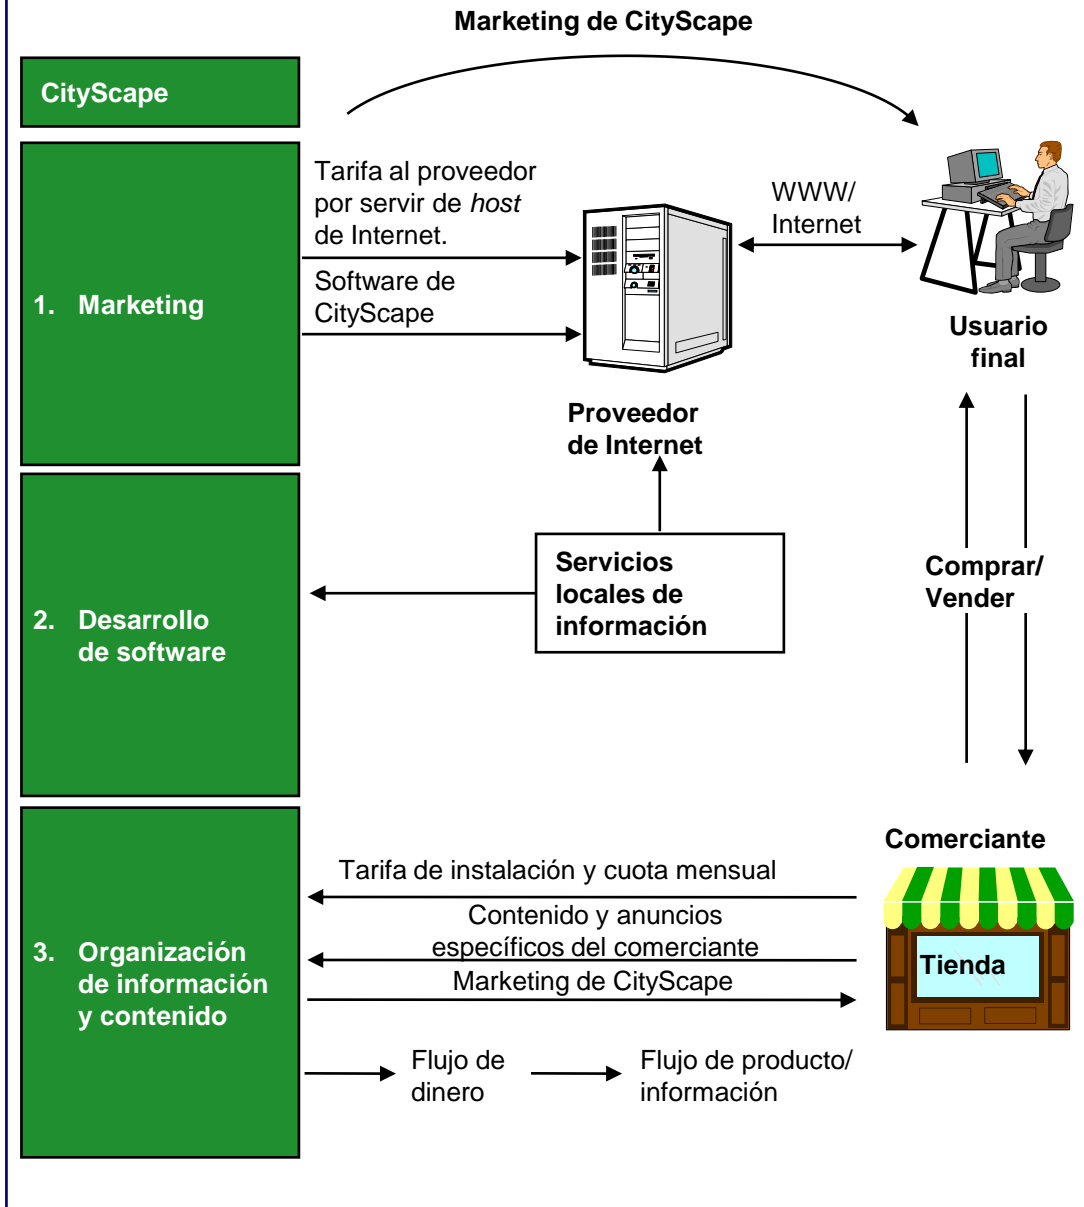 Marketing de CityScape
CityScape
Tarifa al proveedor
por servir de host
de Internet.
WWW/
Internet
Software de
CityScape
1. Marketing
Usuario
final
Proveedor
de Internet
Servicios
locales de
información
Comprar/
Vender
2. Desarrollo
de software
Comerciante
Tarifa de instalación y cuota mensual
Contenido y anuncios
específicos del comerciante
Marketing de CityScape
Tienda
3. Organización
de información
y contenido
Flujo de
dinero
Flujo de producto/
información